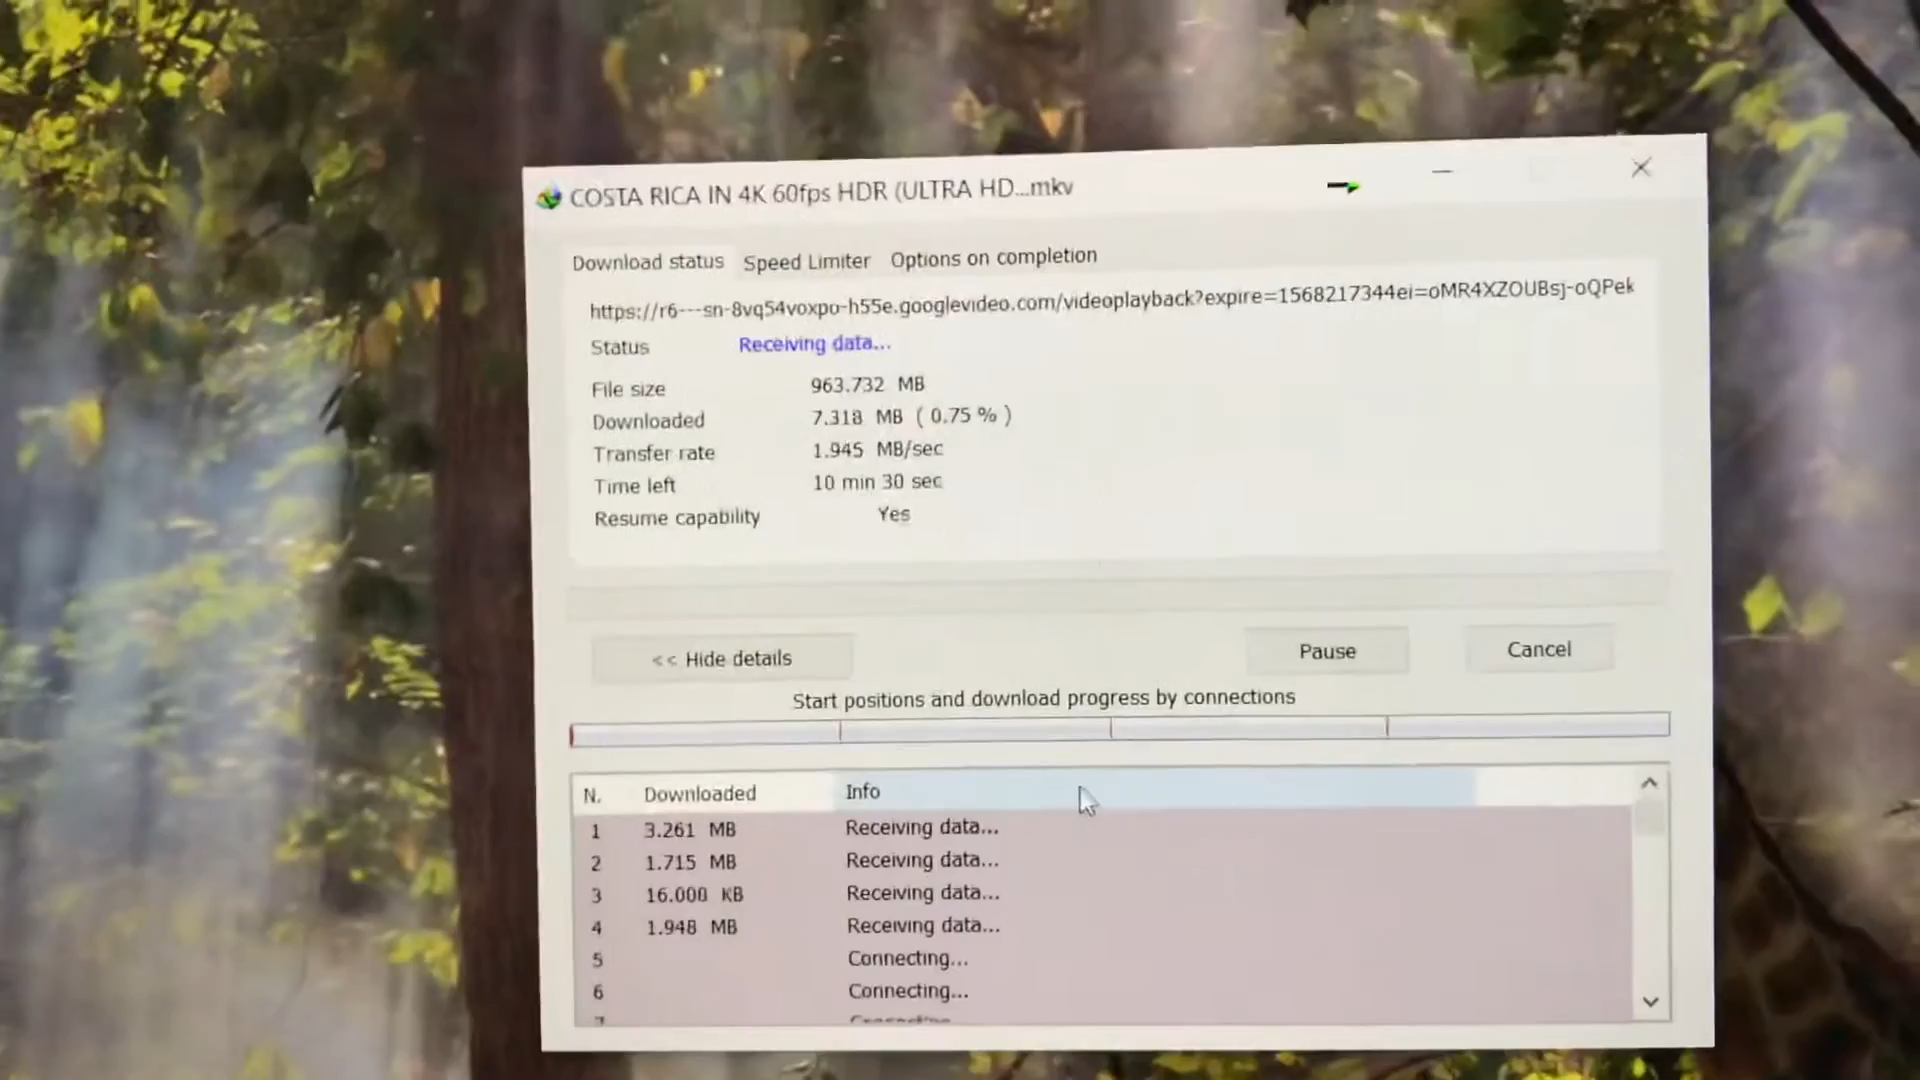 COSTA RICA IN 4K 60fps HDR (ULTRA HD...mkv
Download status Speed Limiter Options on completion
https://r6---sn-8vq54voxpo-h55e.googlevideo.com/videoplayback?expire=1568217344ei=oMR4XZOUBsj-oQPek
Status Receiving data...
File size 963.732 MB
Downloaded 7.318 MB ( 0.75 % )
Transfer rate 1.945 MB/sec
Time left 10 min 30 sec
Resume capability Yes
<< Hide details Pause Cancel
Start positions and download progress by connections
N. Downloaded Info
1 3.261 MB Receiving data...
2 1.715 MB Receiving data...
3 16.000 KB Receiving data...
4 1.948 MB Receiving data...
5 Connecting...
6 Connecting...